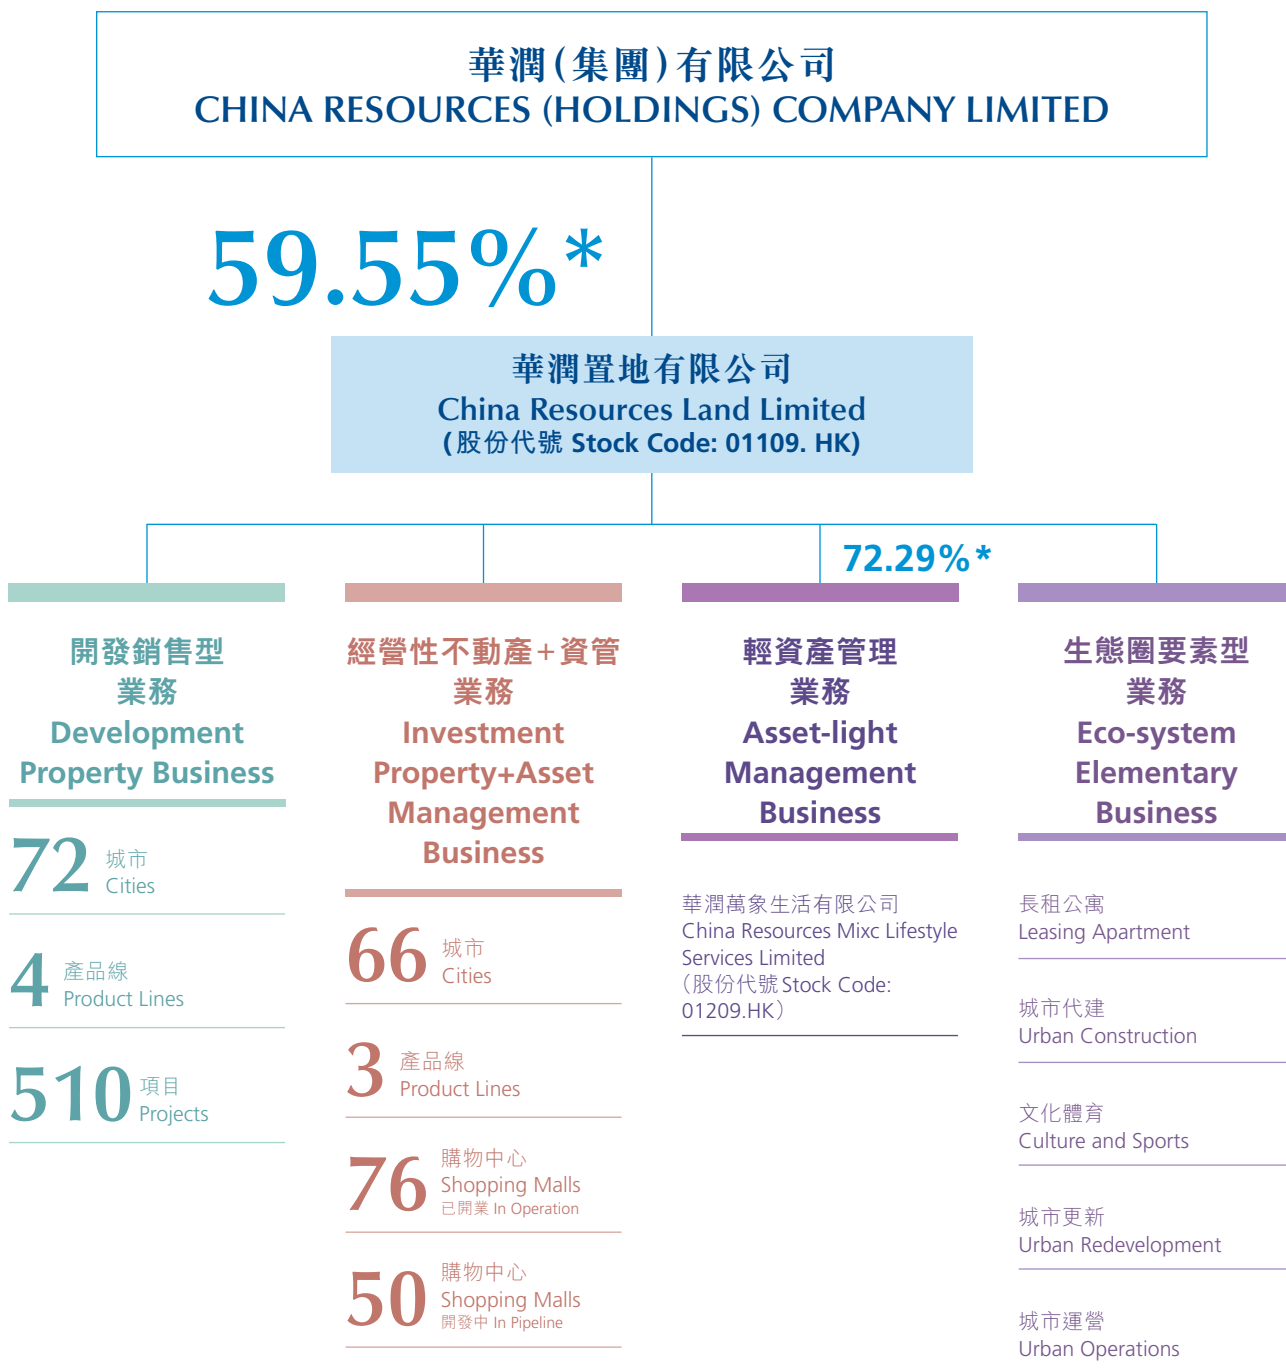 華潤(集團)有限公司
CHINA RESOURCES (HOLDINGS) COMPANY LIMITED
59.55%*
華潤置地有限公司
China Resources Land Limited
(股份代號 Stock Code: 01109. HK)
72.29%*
開發銷售型
業務
Development
Property Business
72 城市
Cities
4 產品線
Product Lines
510 項目
Projects
經營性不動產+資管
業務
Investment
Property+Asset
Management
Business
66 城市
Cities
3 產品線
Product Lines
76 購物中心
Shopping Malls
已開業 In Operation
50 購物中心
Shopping Malls
開發中 In Pipeline
輕資產管理
業務
Asset-light
Management
Business
華潤萬象生活有限公司
China Resources Mixc Lifestyle
Services Limited
(股份代號 Stock Code:
01209.HK)
生態圈要素型
業務
Eco-system
Elementary
Business
長租公寓
Leasing Apartment
城市代建
Urban Construction
文化體育
Culture and Sports
城市更新
Urban Redevelopment
城市運營
Urban Operations